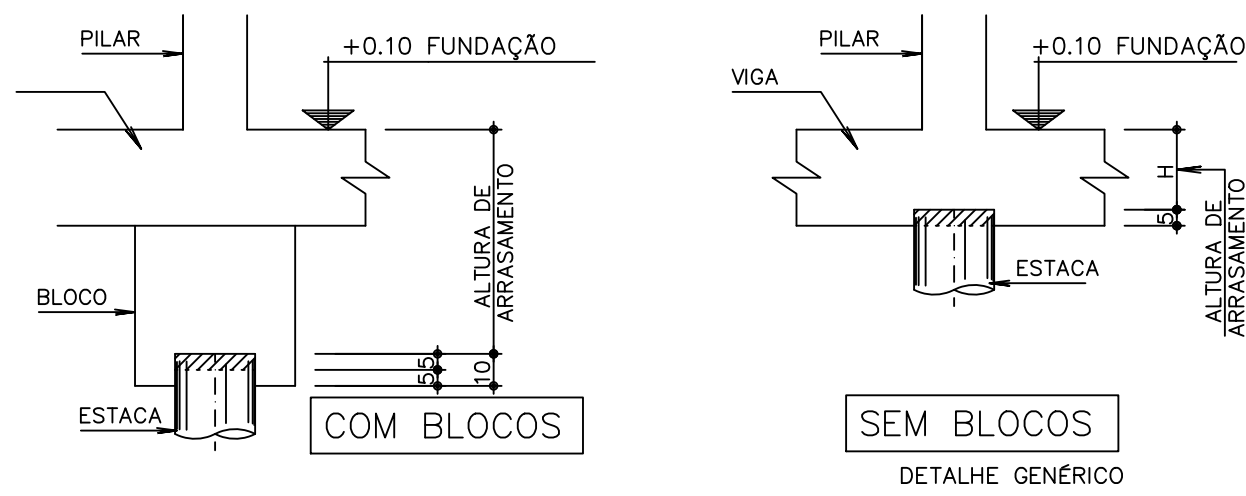 PILAR
+0.10 FUNDAÇÃO
ALTURA DE
ARRASAMENTO
BLOCO
5
5
10
ESTACA
COM BLOCOS
PILAR
+0.10 FUNDAÇÃO
VIGA
H
5
ALTURA DE
ARRASAMENTO
ESTACA
SEM BLOCOS
DETALHE GENÉRICO